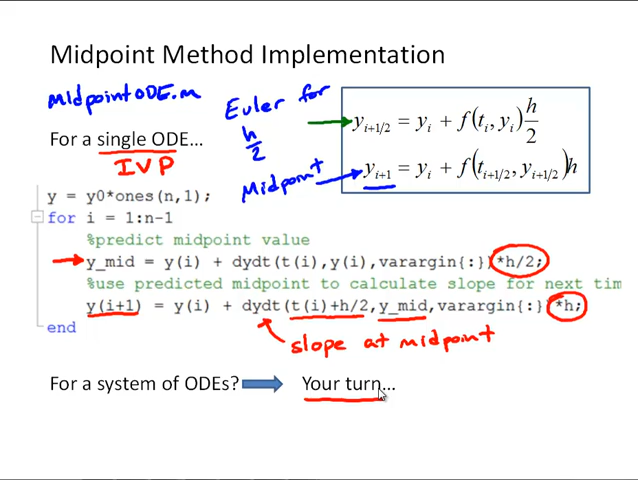 Midpoint Method Implementation
midpointODE.m
Euler for
h/2
y_{i+1/2} = y_i + f(t_i, y_i) h/2
For a single ODE...
IVP
Midpoint
y_{i+1} = y_i + f(t_{i+1/2}, y_{i+1/2})h
y = y0*ones(n,1);
for i = 1:n-1
%predict midpoint value
y_mid = y(i) + dydt(t(i),y(i),varargin{:})*h/2;
%use predicted midpoint to calculate slope for next tim
y(i+1) = y(i) + dydt(t(i)+h/2,y_mid,varargin{:})*h;
end
slope at midpoint
For a system of ODEs?
Your turn...